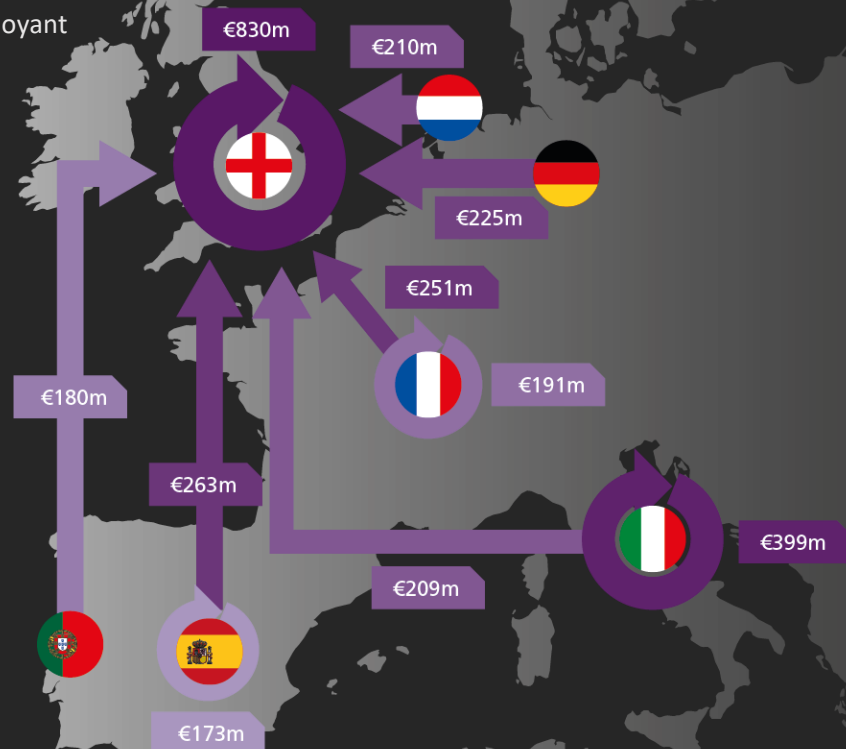 oyant
€830m
€210m
€225m
€251m
€180m
€191m
€263m
€399m
€209m
€173m